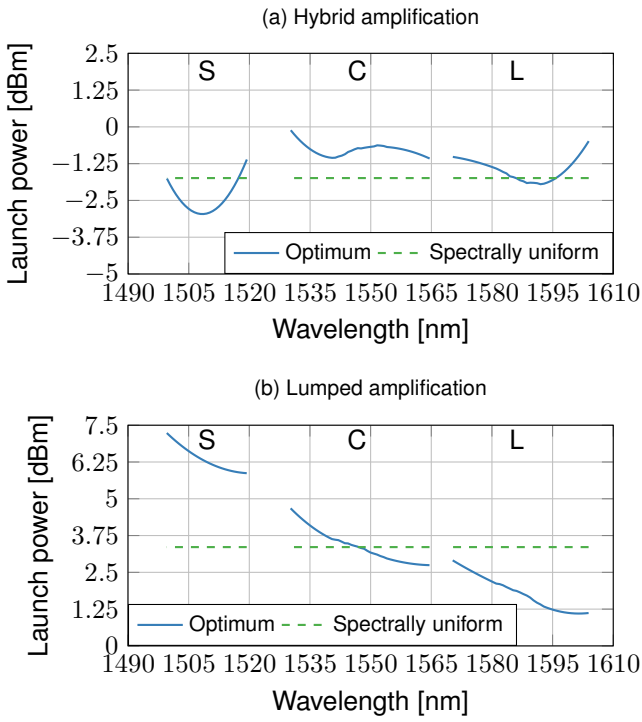 (a) Hybrid amplification
S C L
Launch power [dBm]
2.5
1.25
0
−1.25
−2.5
−3.75
−5
Optimum Spectrally uniform
1490 1505 1520 1535 1550 1565 1580 1595 1610
Wavelength [nm]
(b) Lumped amplification
S C L
Launch power [dBm]
7.5
6.25
5
3.75
2.5
1.25
0
Optimum Spectrally uniform
1490 1505 1520 1535 1550 1565 1580 1595 1610
Wavelength [nm]